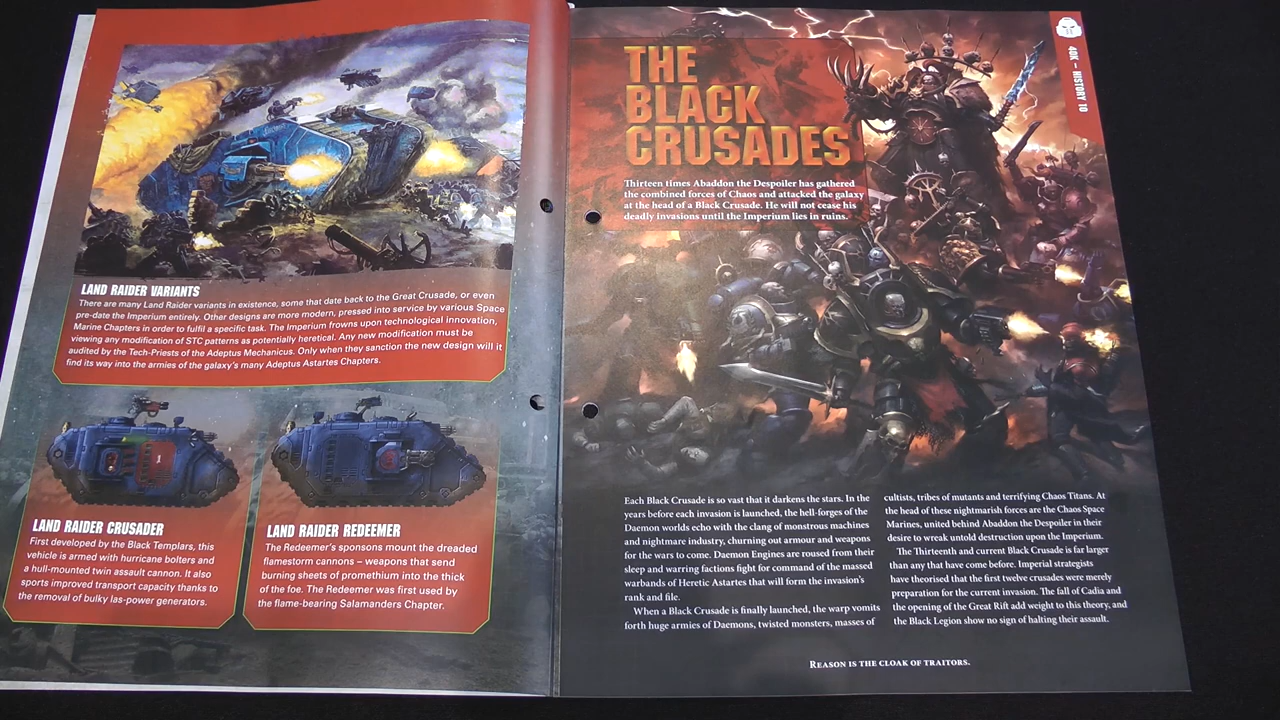 LAND RAIDER VARIANTS
There are many Land Raider variants in existence, some that date back to the Great Crusade, or even
pre-date the Imperium entirely. Other designs are more modern, pressed into service by various Space
Marine Chapters in order to fulfil a specific task. The Imperium frowns upon technological innovation,
viewing any modification of STC patterns as potentially heretical. Any new modification must be
audited by the Tech-Priests of the Adeptus Mechanicus. Only when they sanction the new design will it
find its way into the armies of the galaxy's many Adeptus Astartes Chapters.
LAND RAIDER CRUSADER
First developed by the Black Templars, this
vehicle is armed with hurricane bolters and
a hull-mounted twin assault cannon. It also
sports improved transport capacity thanks to
the removal of bulky las-power generators.
LAND RAIDER REDEEMER
The Redeemer's sponsons mount the dreaded
flamestorm cannons – weapons that send
burning sheets of promethium into the thick
of the foe. The Redeemer was first used by
the flame-bearing Salamanders Chapter.
40K – HISTORY 10
THE
BLACK
CRUSADES
Thirteen times Abaddon the Despoiler has gathered
the combined forces of Chaos and attacked the galaxy
at the head of a Black Crusade. He will not cease his
deadly invasions until the Imperium lies in ruins.
Each Black Crusade is so vast that it darkens the stars. In the
years before each invasion is launched, the hell-forges of the
Daemon worlds echo with the clang of monstrous machines
and nightmare industry, churning out armour and weapons
for the wars to come. Daemon Engines are roused from their
sleep and warring factions fight for command of the massed
warbands of Heretic Astartes that will form the invasion's
rank and file.
When a Black Crusade is finally launched, the warp vomits
forth huge armies of Daemons, twisted monsters, masses of
cultists, tribes of mutants and terrifying Chaos Titans. At
the head of these nightmarish forces are the Chaos Space
Marines, united behind Abaddon the Despoiler in their
desire to wreak untold destruction upon the Imperium.
The Thirteenth and current Black Crusade is far larger
than any that have come before. Imperial strategists
have theorised that the first twelve crusades were merely
preparation for the current invasion. The fall of Cadia and
the opening of the Great Rift add weight to this theory, and
the Black Legion show no sign of halting their assault.
REASON IS THE CLOAK OF TRAITORS.